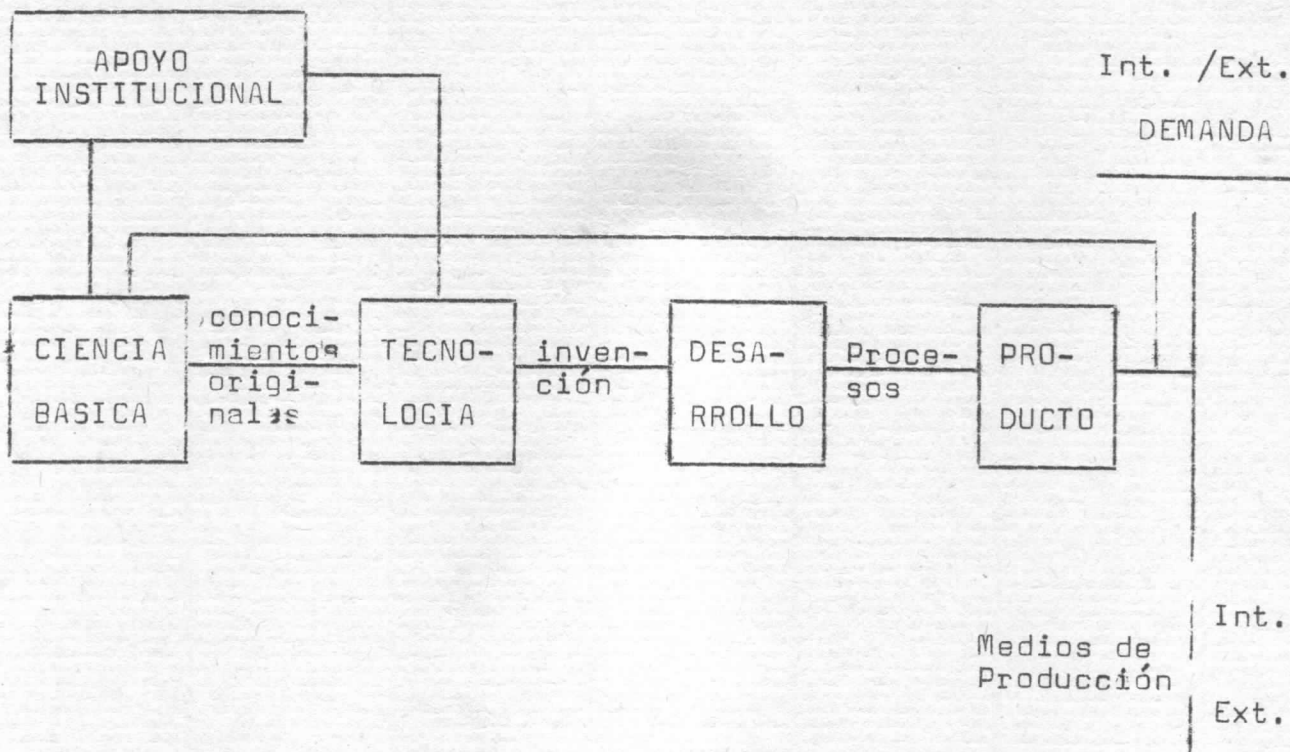 APOYO
INSTITUCIONAL
Int. /Ext.
DEMANDA
CIENCIA
BASICA
conoci-
mientos
origi-
nales
TECNO-
LOGIA
inven-
ción
DESA-
RROLLO
Proce-
sos
PRO-
DUCTO
Medios de
Producción
Int.
Ext.